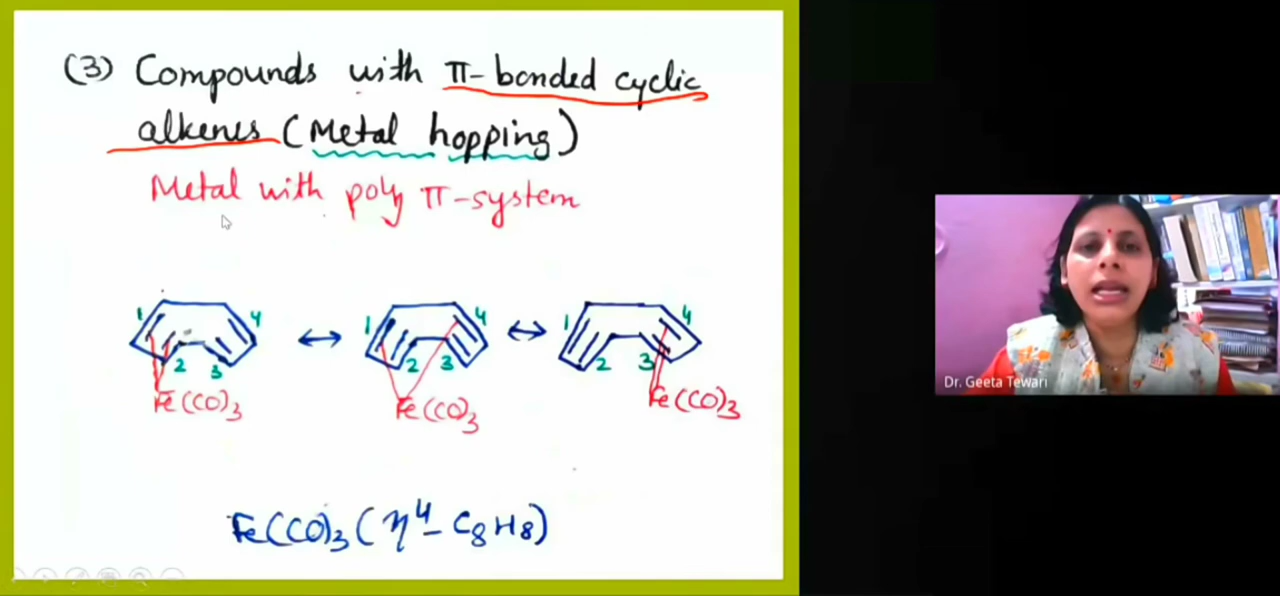 (3) Compounds with π-bonded cyclic
alkenes (Metal hopping)
Metal with poly π-system
1 4 2 3
1 4 2 3
1 4 2 3
Fe(CO)3
Fe(CO)3
Fe(CO)3
Fe(CO)3(η4-C8H8)
Dr. Geeta Tewari